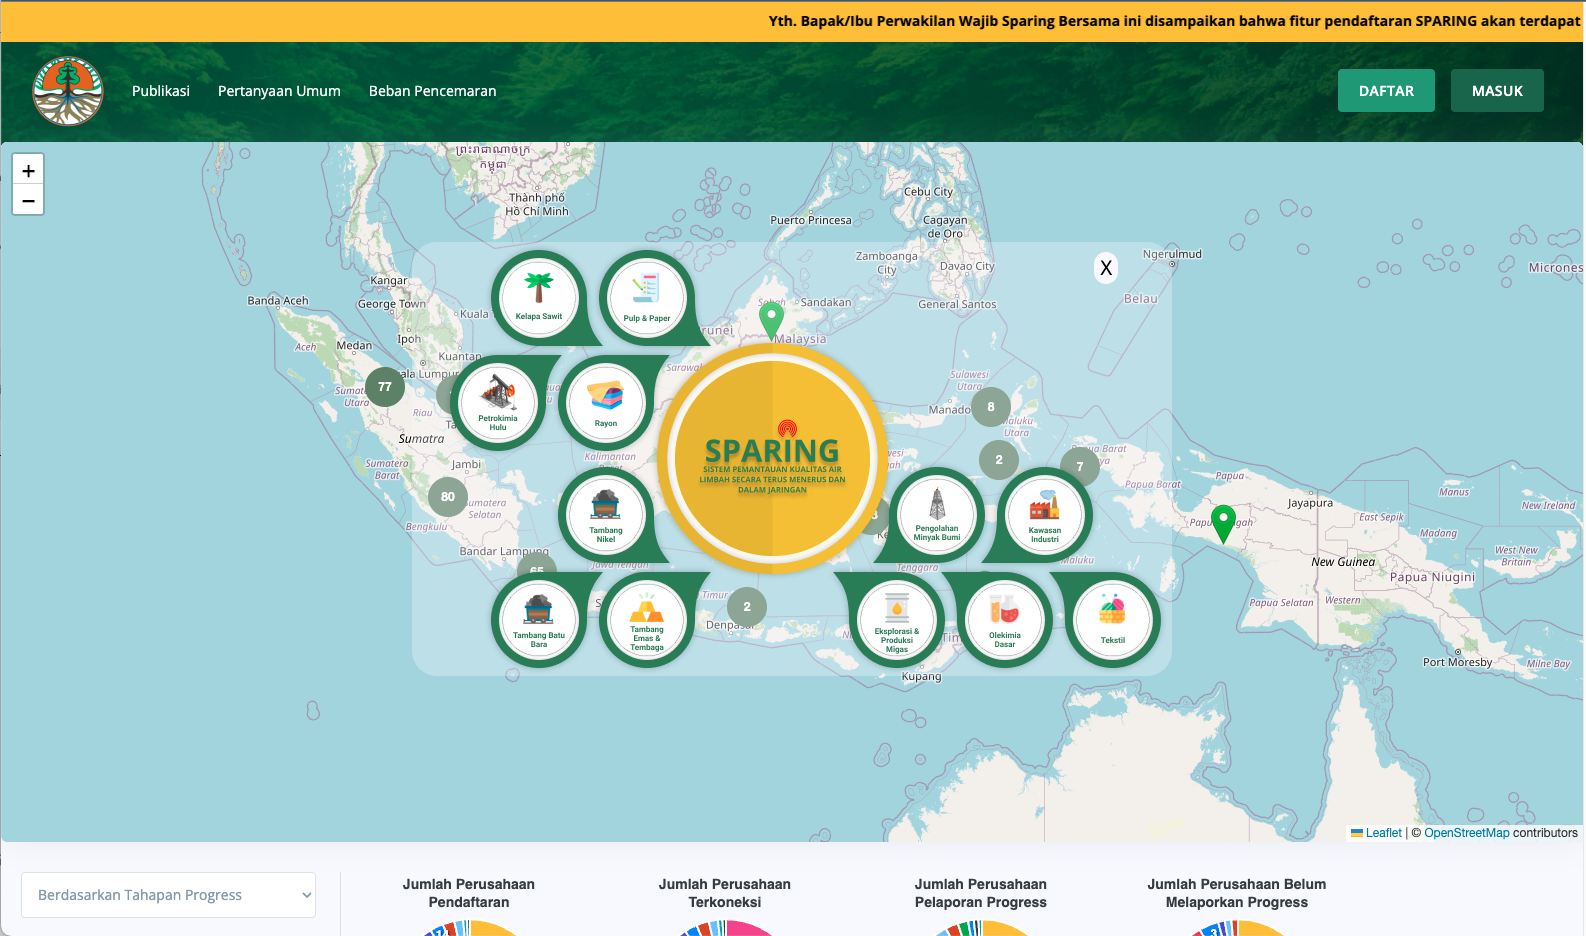 Yth. Bapak/Ibu Perwakilan Wajib Sparing Bersama ini disampaikan bahwa fitur pendaftaran SPARING akan terdapat
Publikasi
Pertanyaan Umum
Beban Pencemaran
DAFTAR
MASUK
+
−
ព្រះរាជាណាចក្រ
កម្ពុជា
Thành phố
Hồ Chí Minh
Cebu City
Puerto Princesa
Cagayan
de Oro
Zamboanga
City
Davao City
General Santos
Ngerulmud
Belau
Microne
X
Kangar
George Town
Banda Aceh
Kuala
Ipoh
Medan
Aceh
Kuantan
ala Lumpur
Sabah
Sandakan
runei
Malaysia
Sarawak
Kelapa Sawit
Pulp & Paper
Petrokimia
Hulu
Rayon
77
Sumatera
Utara
Riau
Sumatra
Sumatera
Barat
Jambi
80
Sumatera
Selatan
Bengkulu
Bandar Lampung
65
Kalimantan
Sulawesi
Utara
Manado
8
Maluku
Utara
2
7
Papua Barat
SPARING
SISTEM PEMANTAUAN KUALITAS AIR
LIMBAH SECARA TERUS MENERUS DAN
DALAM JARINGAN
Tambang
Nikel
Pengolahan
Minyak Bumi
Kawasan
Industri
Jawa Tengah
Tenggara
Maluku
Tambang Batu
Bara
Tambang
Emas &
Tembaga
Timur
2
Denpasar
Eksplorasi &
Produksi
Migas
Olekimia
Dasar
Tekstil
Kupang
Papua
Jayapura
Manus
New Ireland
East Sepik
Madang
West New
Britain
New Guinea
Papua Niugini
Papua Selatan
Western
Port Moresby
Milne Bay
Leaflet | © OpenStreetMap contributors
Berdasarkan Tahapan Progress
Jumlah Perusahaan
Pendaftaran
Jumlah Perusahaan
Terkoneksi
Jumlah Perusahaan
Pelaporan Progress
Jumlah Perusahaan Belum
Melaporkan Progress